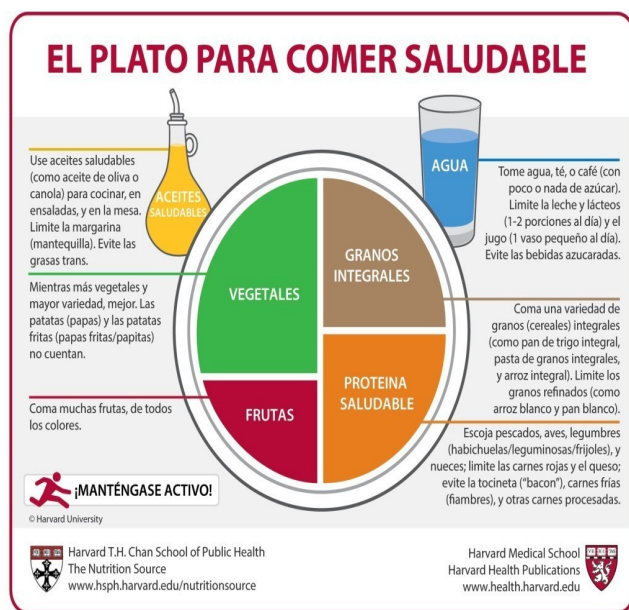 EL PLATO PARA COMER SALUDABLE
Use aceites saludables
(como aceite de oliva o
canola) para cocinar, en
ensaladas, y en la mesa.
Limite la margarina
(mantequilla). Evite las
grasas trans.
ACEITES
SALUDABLES
AGUA
Tome agua, té, o café (con
poco o nada de azúcar).
Limite la leche y lácteos
(1-2 porciones al día) y el
jugo (1 vaso pequeño al día).
Evite las bebidas azucaradas.
Mientras más vegetales y
mayor variedad, mejor. Las
patatas (papas) y las patatas
fritas (papas fritas/papitas)
no cuentan.
VEGETALES
GRANOS
INTEGRALES
Coma una variedad de
granos (cereales) integrales
(como pan de trigo integral,
pasta de granos integrales,
y arroz integral). Limite los
granos refinados (como
arroz blanco y pan blanco).
Coma muchas frutas, de todos
los colores.
FRUTAS
PROTEINA
SALUDABLE
Escoja pescados, aves, legumbres
(habichuelas/leguminosas/frijoles), y
nueces; limite las carnes rojas y el queso;
evite la tocineta ("bacon"), carnes frías
(fiambres), y otras carnes procesadas.
¡MANTÉNGASE ACTIVO!
© Harvard University
Harvard T.H. Chan School of Public Health
The Nutrition Source
www.hsph.harvard.edu/nutritionsource
Harvard Medical School
Harvard Health Publications
www.health.harvard.edu